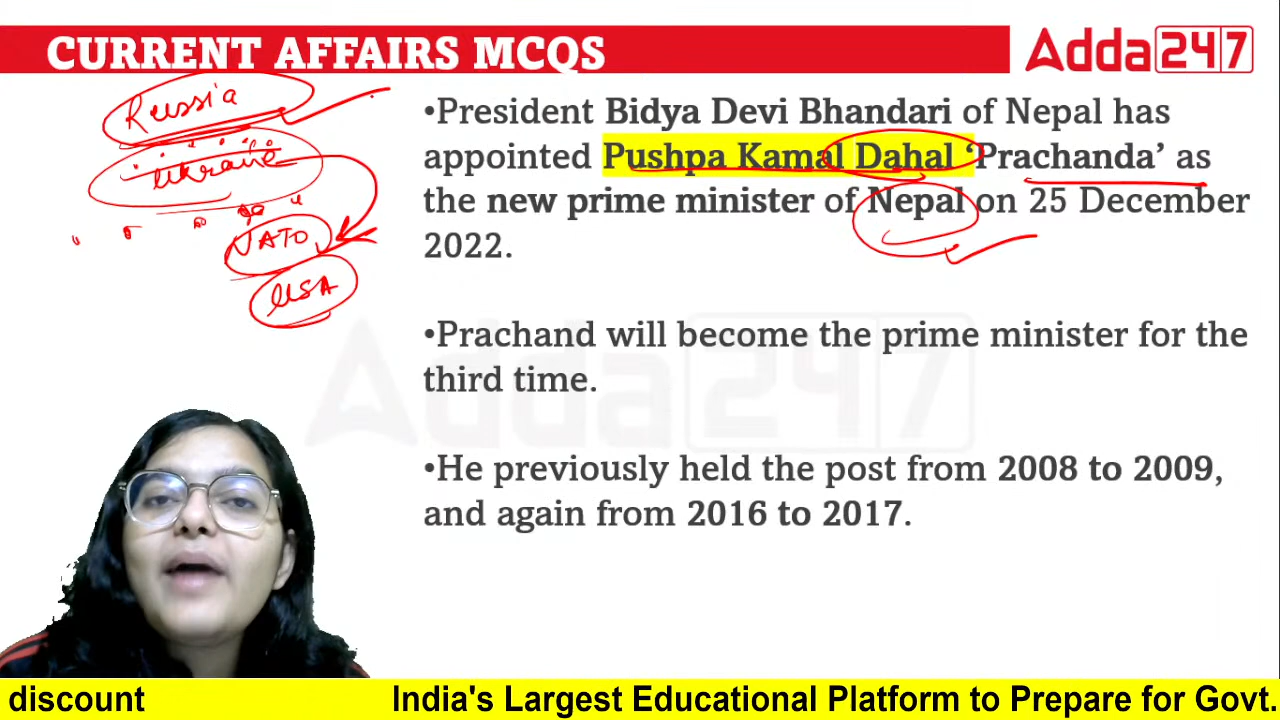 CURRENT AFFAIRS MCQS
Adda247
Russia
Ukraine
NATO
USA
•President Bidya Devi Bhandari of Nepal has
appointed Pushpa Kamal Dahal ‘Prachanda’ as
the new prime minister of Nepal on 25 December
2022.
•Prachand will become the prime minister for the
third time.
•He previously held the post from 2008 to 2009,
and again from 2016 to 2017.
Adda247
discount India's Largest Educational Platform to Prepare for Govt.